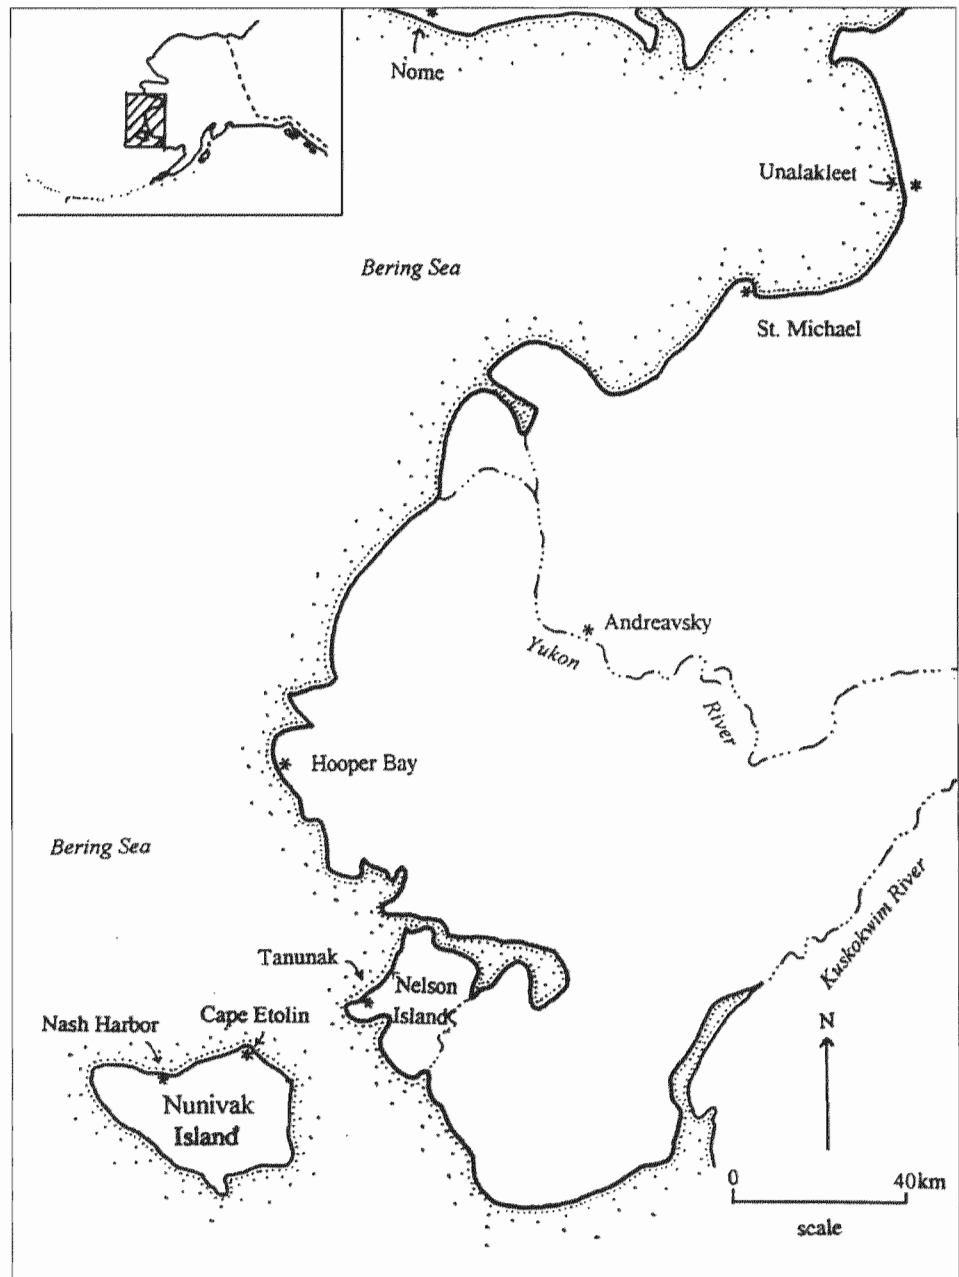 Nome
Unalakleet
Bering Sea
St. Michael
Andreavsky
Yukon
River
Hooper Bay
Bering Sea
Kuskokwim River
Tanunak
Nelson
Island
Nash Harbor
Cape Etolin
N
Nunivak
Island
0
40km
scale